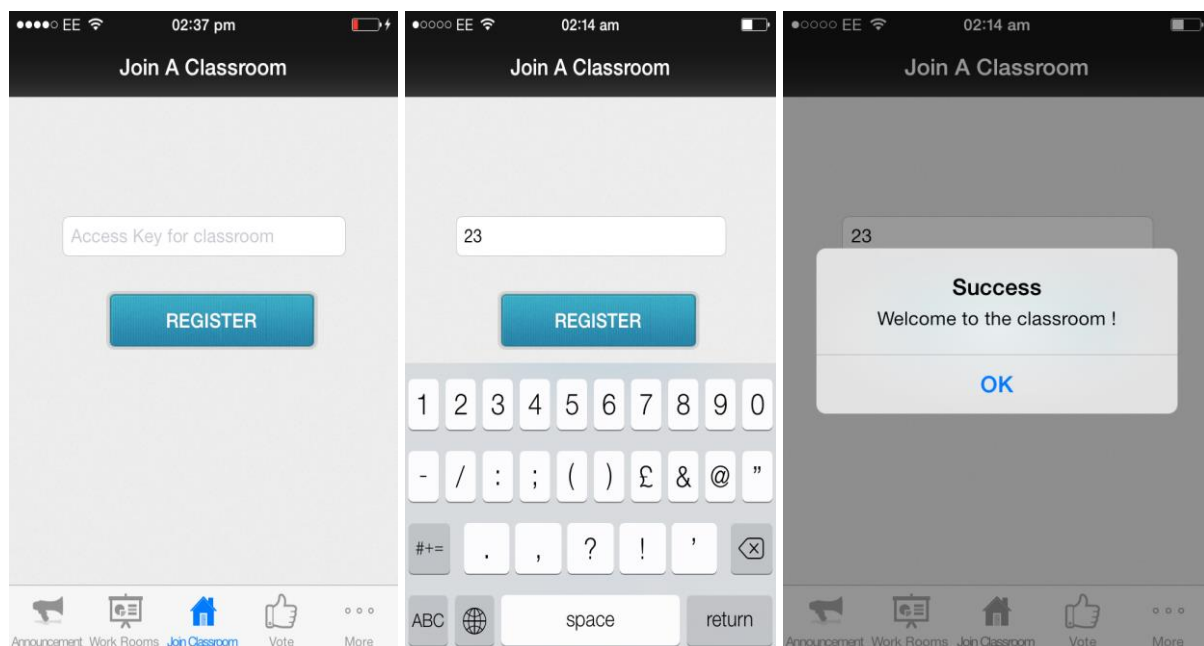 EE 02:37 pm
Join A Classroom
Access Key for classroom
REGISTER
Announcement Work Rooms Join Classroom Vote More
EE 02:14 am
Join A Classroom
23
REGISTER
1 2 3 4 5 6 7 8 9 0
- / : ; ( ) £ & @ "
#+= . , ? ! '
ABC space return
EE 02:14 am
Join A Classroom
23
Success
Welcome to the classroom !
OK
Announcement Work Rooms Join Classroom Vote More